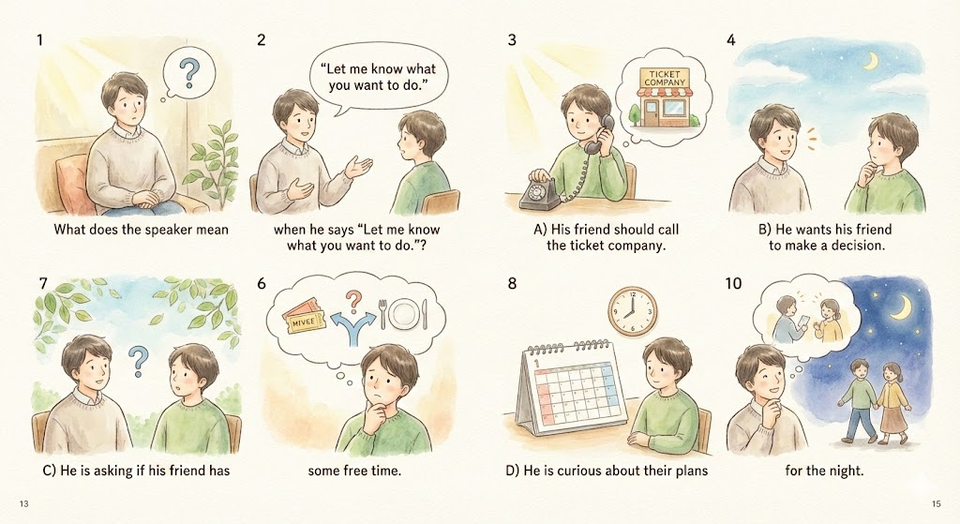 1
What does the speaker mean
2
“Let me know what
you want to do.”
when he says “Let me know
what you want to do.”?
3
TICKET
COMPANY
A) His friend should call
the ticket company.
4
B) He wants his friend
to make a decision.
7
?
C) He is asking if his friend has
6
?
MIVEE
some free time.
8
1
D) He is curious about their plans
10
for the night.
13
15